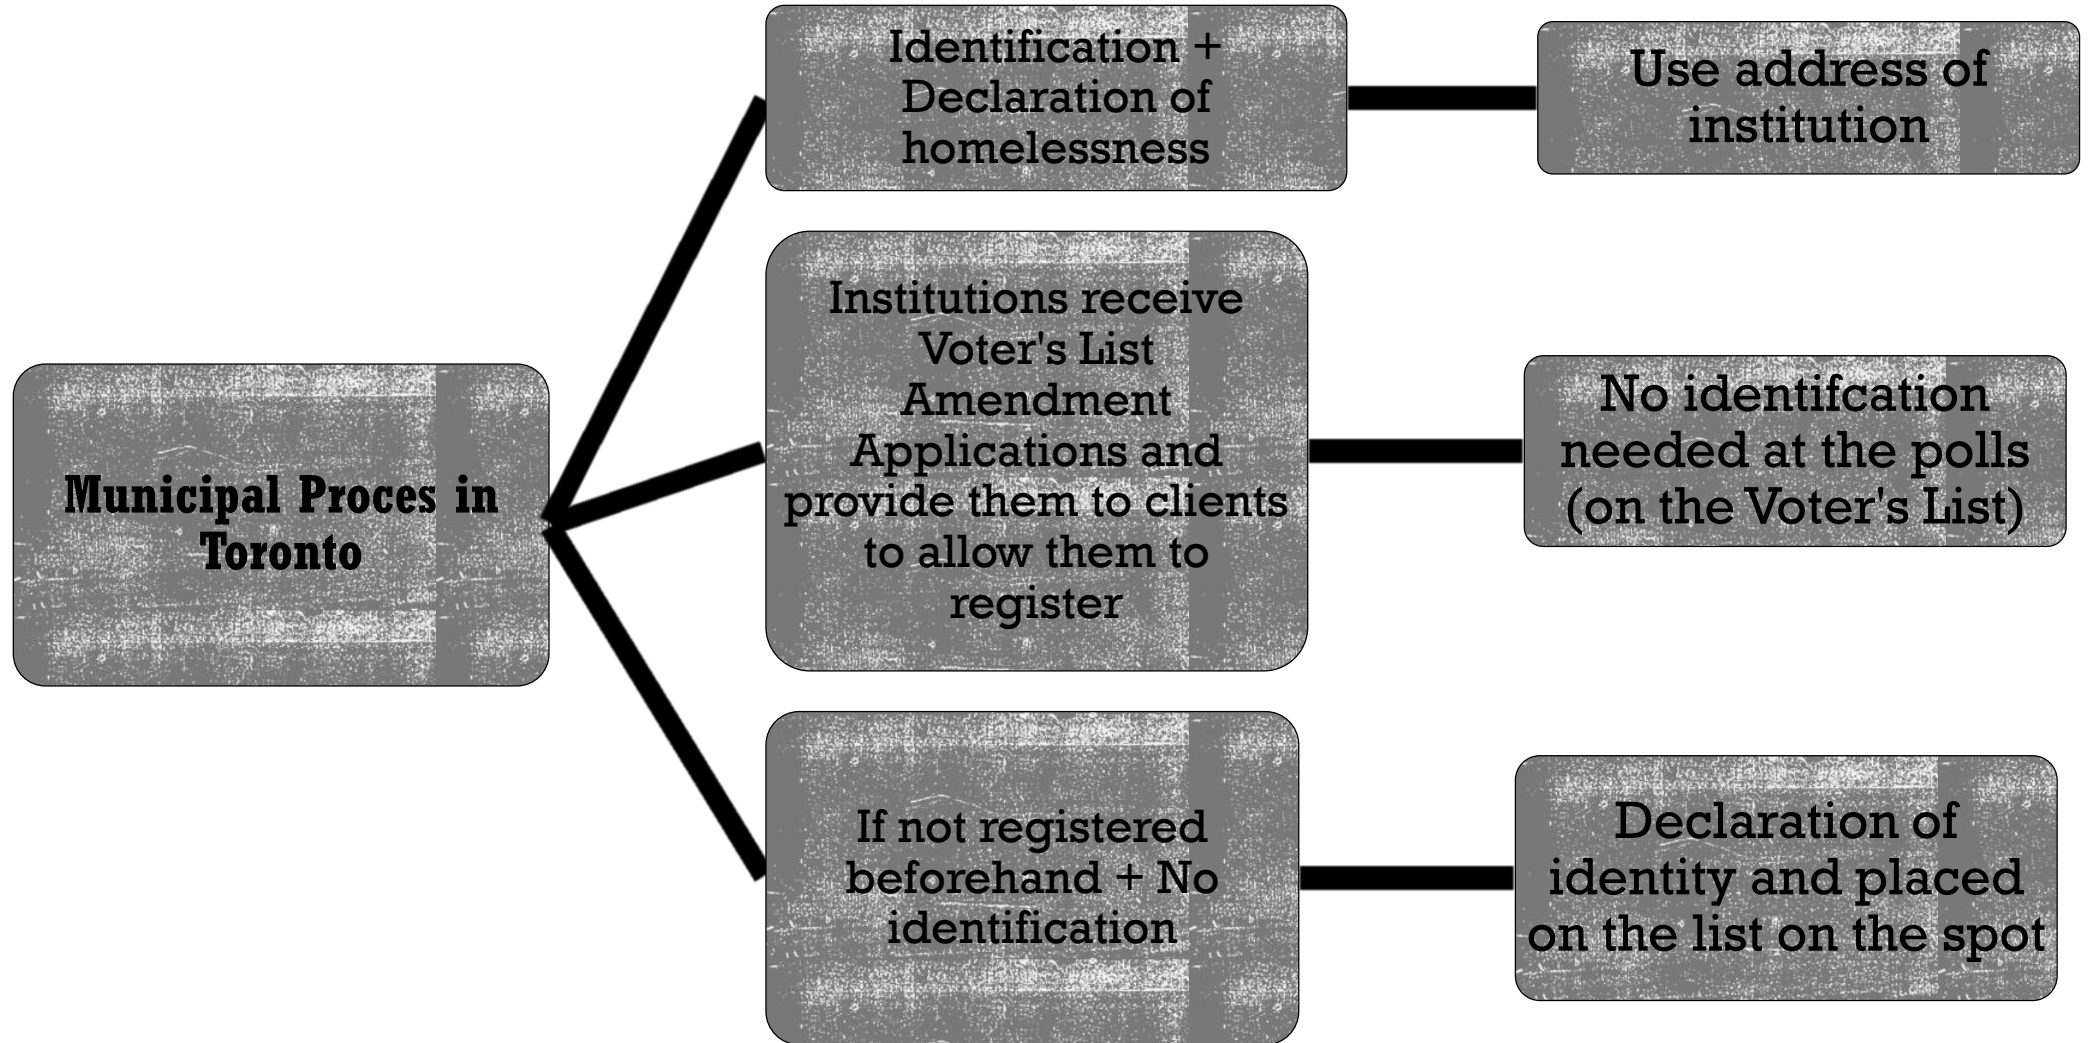 Municipal Proces in
Toronto
Identification +
Declaration of
homelessness
Use address of
institution
Institutions receive
Voter's List
Amendment
Applications and
provide them to clients
to allow them to
register
No identifcation
needed at the polls
(on the Voter's List)
If not registered
beforehand + No
identification
Declaration of
identity and placed
on the list on the spot